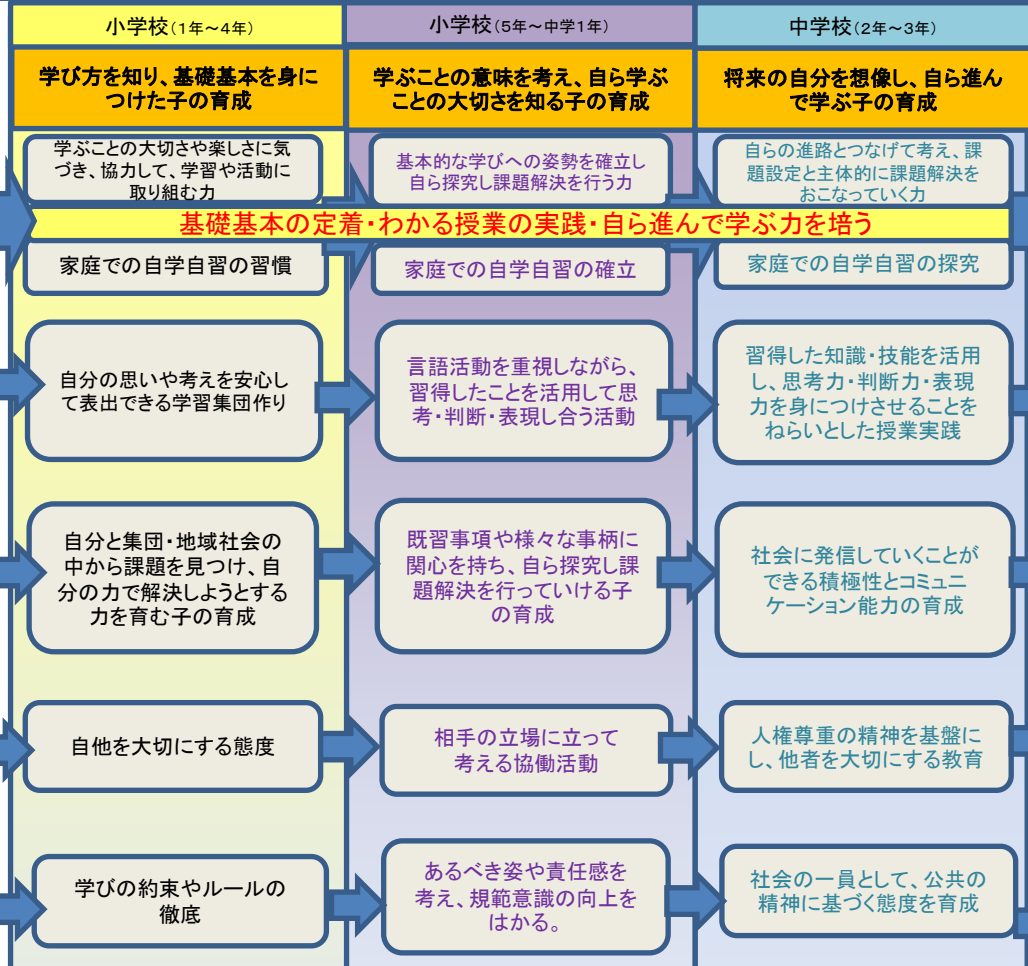 小学校(1年～4年)
小学校(5年～中学1年)
中学校(2年～3年)
学び方を知り、基礎基本を身に
つけた子の育成
学ぶことの意味を考え、自ら学ぶ
ことの大切さを知る子の育成
将来の自分を想像し、自ら進ん
で学ぶ子の育成
学ぶことの大切さや楽しさに気
づき、協力して、学習や活動に
取り組む力
基本的な学びへの姿勢を確立し
自ら探究し課題解決を行う力
自らの進路とつなげて考え、課
題設定と主体的に課題解決を
おこなっていく力
基礎基本の定着・わかる授業の実践・自ら進んで学ぶ力を培う
家庭での自学自習の習慣
家庭での自学自習の確立
家庭での自学自習の探究
自分の思いや考えを安心し
て表出できる学習集団作り
言語活動を重視しながら、
習得したことを活用して思
考・判断・表現し合う活動
習得した知識・技能を活用
し、思考力・判断力・表現
力を身につけさせることを
ねらいとした授業実践
自分と集団・地域社会の
中から課題を見つけ、自
分の力で解決しようとする
力を育む子の育成
既習事項や様々な事柄に
関心を持ち、自ら探究し課
題解決を行っていける子
の育成
社会に発信していくことが
できる積極性とコミュニ
ケーション能力の育成
自他を大切にする態度
相手の立場に立って
考える協働活動
人権尊重の精神を基盤に
し、他者を大切にする教育
学びの約束やルールの
徹底
あるべき姿や責任感を
考え、規範意識の向上を
はかる。
社会の一員として、公共の
精神に基づく態度を育成